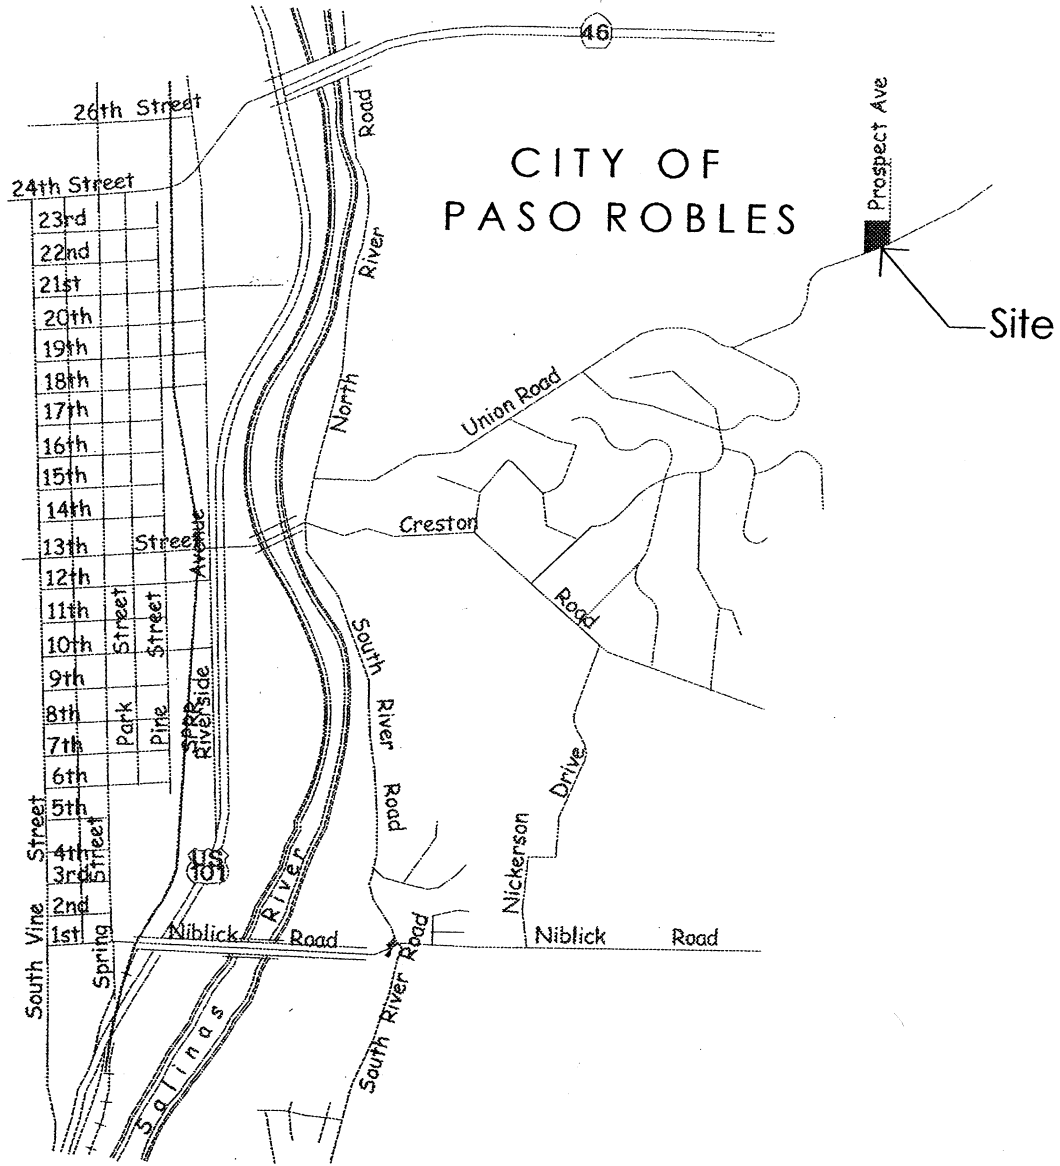 46
26th Street
Road
Prospect Ave
CITY OF
PASO ROBLES
24th Street
23rd
22nd
21st
20th
19th
18th
17th
16th
15th
14th
13th Street
12th
11th
10th
9th
8th
7th
6th
5th
4th
3rd
2nd
1st
River
North
Site
Union Road
Creston
Road
Avenue
Riverside
SPRR
Park Street
Pine Street
South
River
Road
Drive
Nickerson
South Vine Street
Spring Street
US
101
River
Niblick Road
Niblick Road
South River Road
Salinas